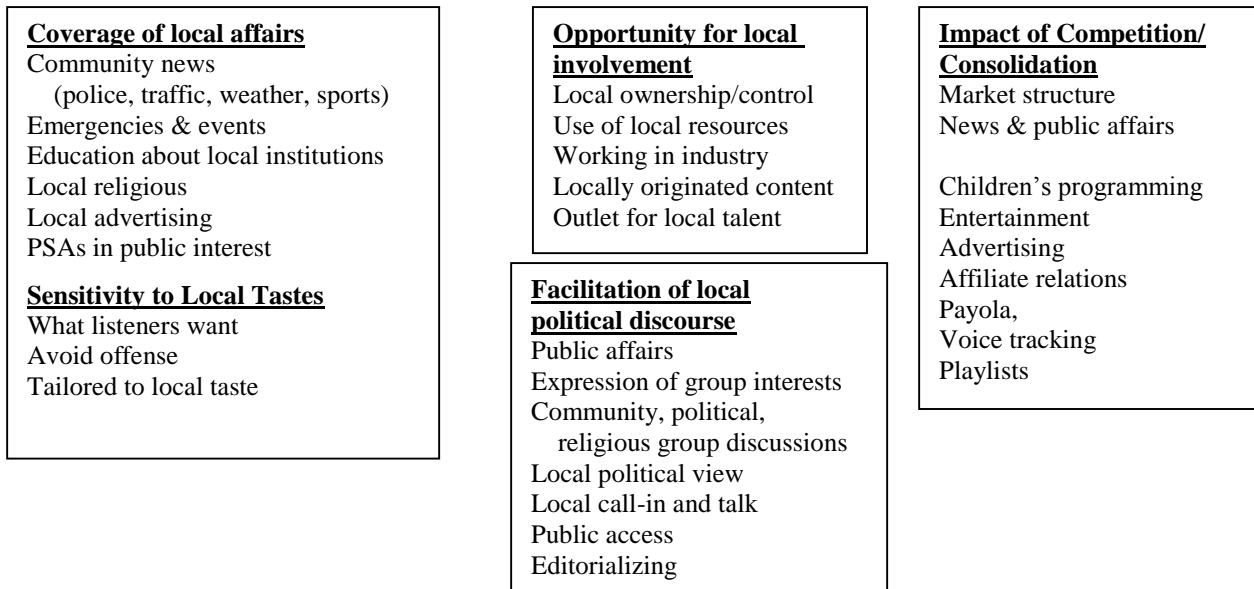 Coverage of local affairs
Community news
(police, traffic, weather, sports)
Emergencies & events
Education about local institutions
Local religious
Local advertising
PSAs in public interest
Sensitivity to Local Tastes
What listeners want
Avoid offense
Tailored to local taste
Opportunity for local
involvement
Local ownership/control
Use of local resources
Working in industry
Locally originated content
Outlet for local talent
Facilitation of local
political discourse
Public affairs
Expression of group interests
Community, political,
religious group discussions
Local political view
Local call-in and talk
Public access
Editorializing
Impact of Competition/
Consolidation
Market structure
News & public affairs
Children’s programming
Entertainment
Advertising
Affiliate relations
Payola,
Voice tracking
Playlists